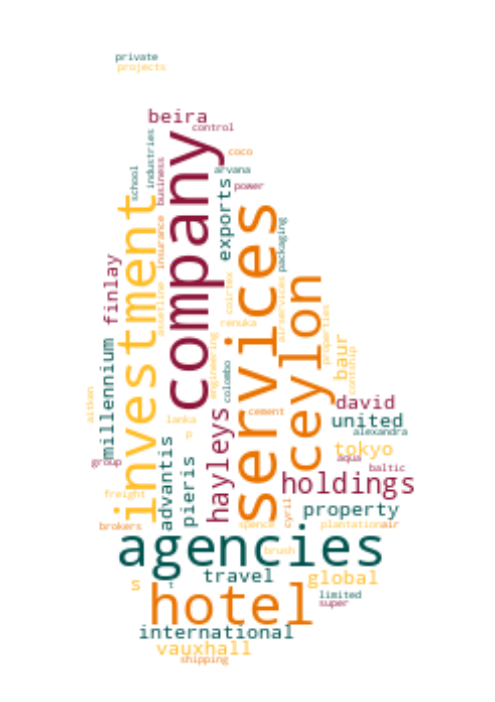 private
projects
beira
control
industries
school
business
coco
arvana
power
exports
company
investment
services
packaging
insurance
assetline
finlay
ceylon
coirtex
airservices
properties
renuka
engineering
colombo
millennium
baur
contship
aitken
david
cement
hayleys
lanka
p
united
alexandra
advantis
pieris
tokyo
aqua
group
baltic
holdings
freight
cyril
property
brokers
spence
plantation
air
agencies
brush
travel
global
s
t
hotel
limited
super
international
vauxhall
shipping